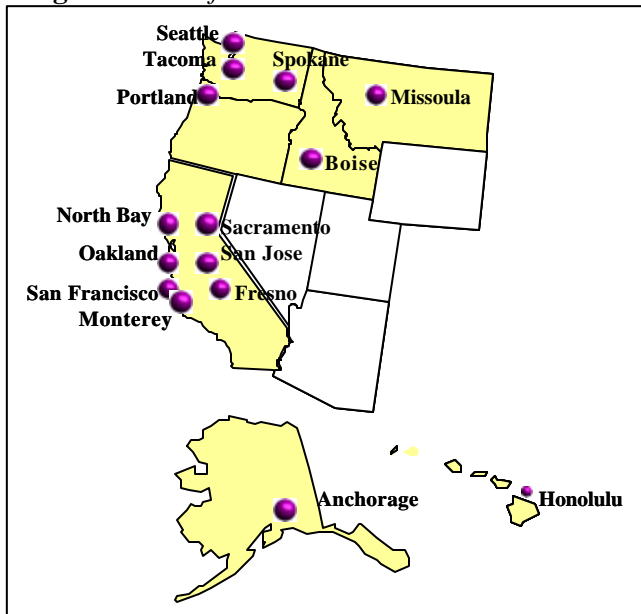 Seattle
Tacoma
Spokane
Portland
Missoula
Boise
North Bay
Sacramento
Oakland
San Jose
San Francisco
Fresno
Monterey
Anchorage
Honolulu